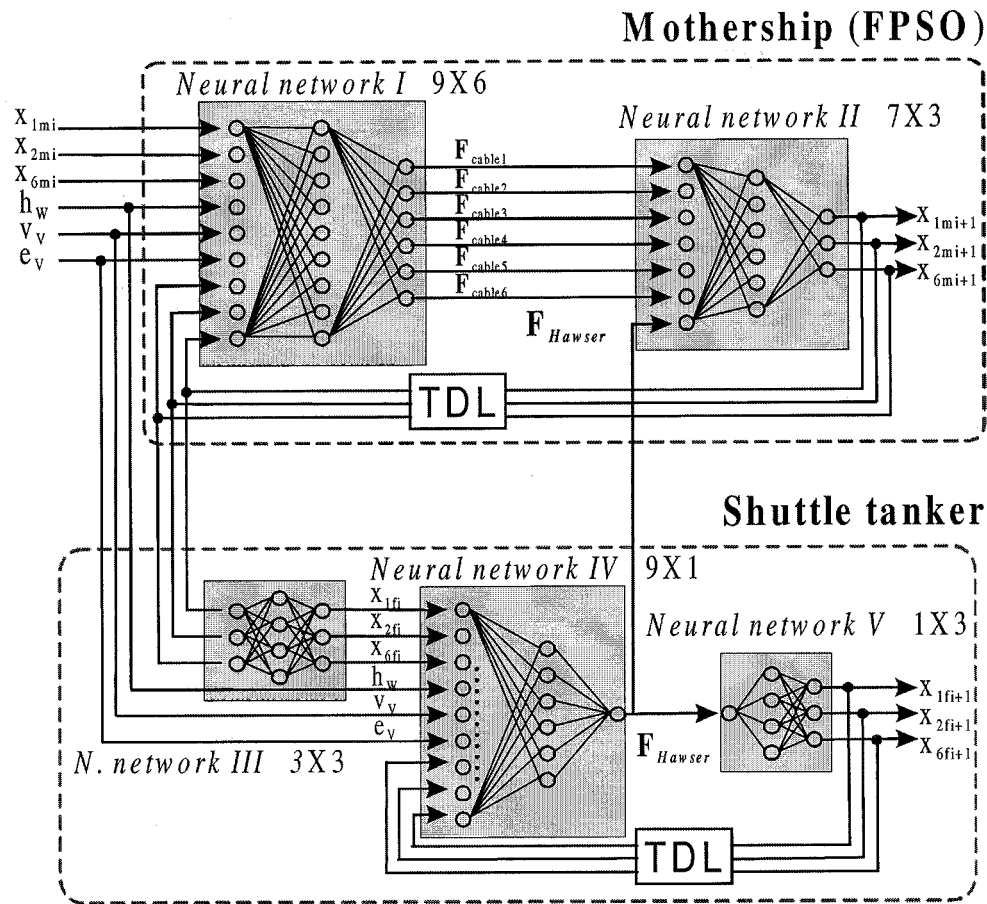 Mothership (FPSO)
Neural network I 9X6
Neural network II 7X3
x1mi
x2mi
x6mi
hw
vv
ev
Fcable1
Fcable2
Fcable3
Fcable4
Fcable5
Fcable6
FHawser
x1mi+1
x2mi+1
x6mi+1
TDL
Shuttle tanker
Neural network IV 9X1
Neural network V 1X3
x1fi
x2fi
x6fi
hw
vv
ev
N. network III 3X3
FHawser
x1fi+1
x2fi+1
x6fi+1
TDL